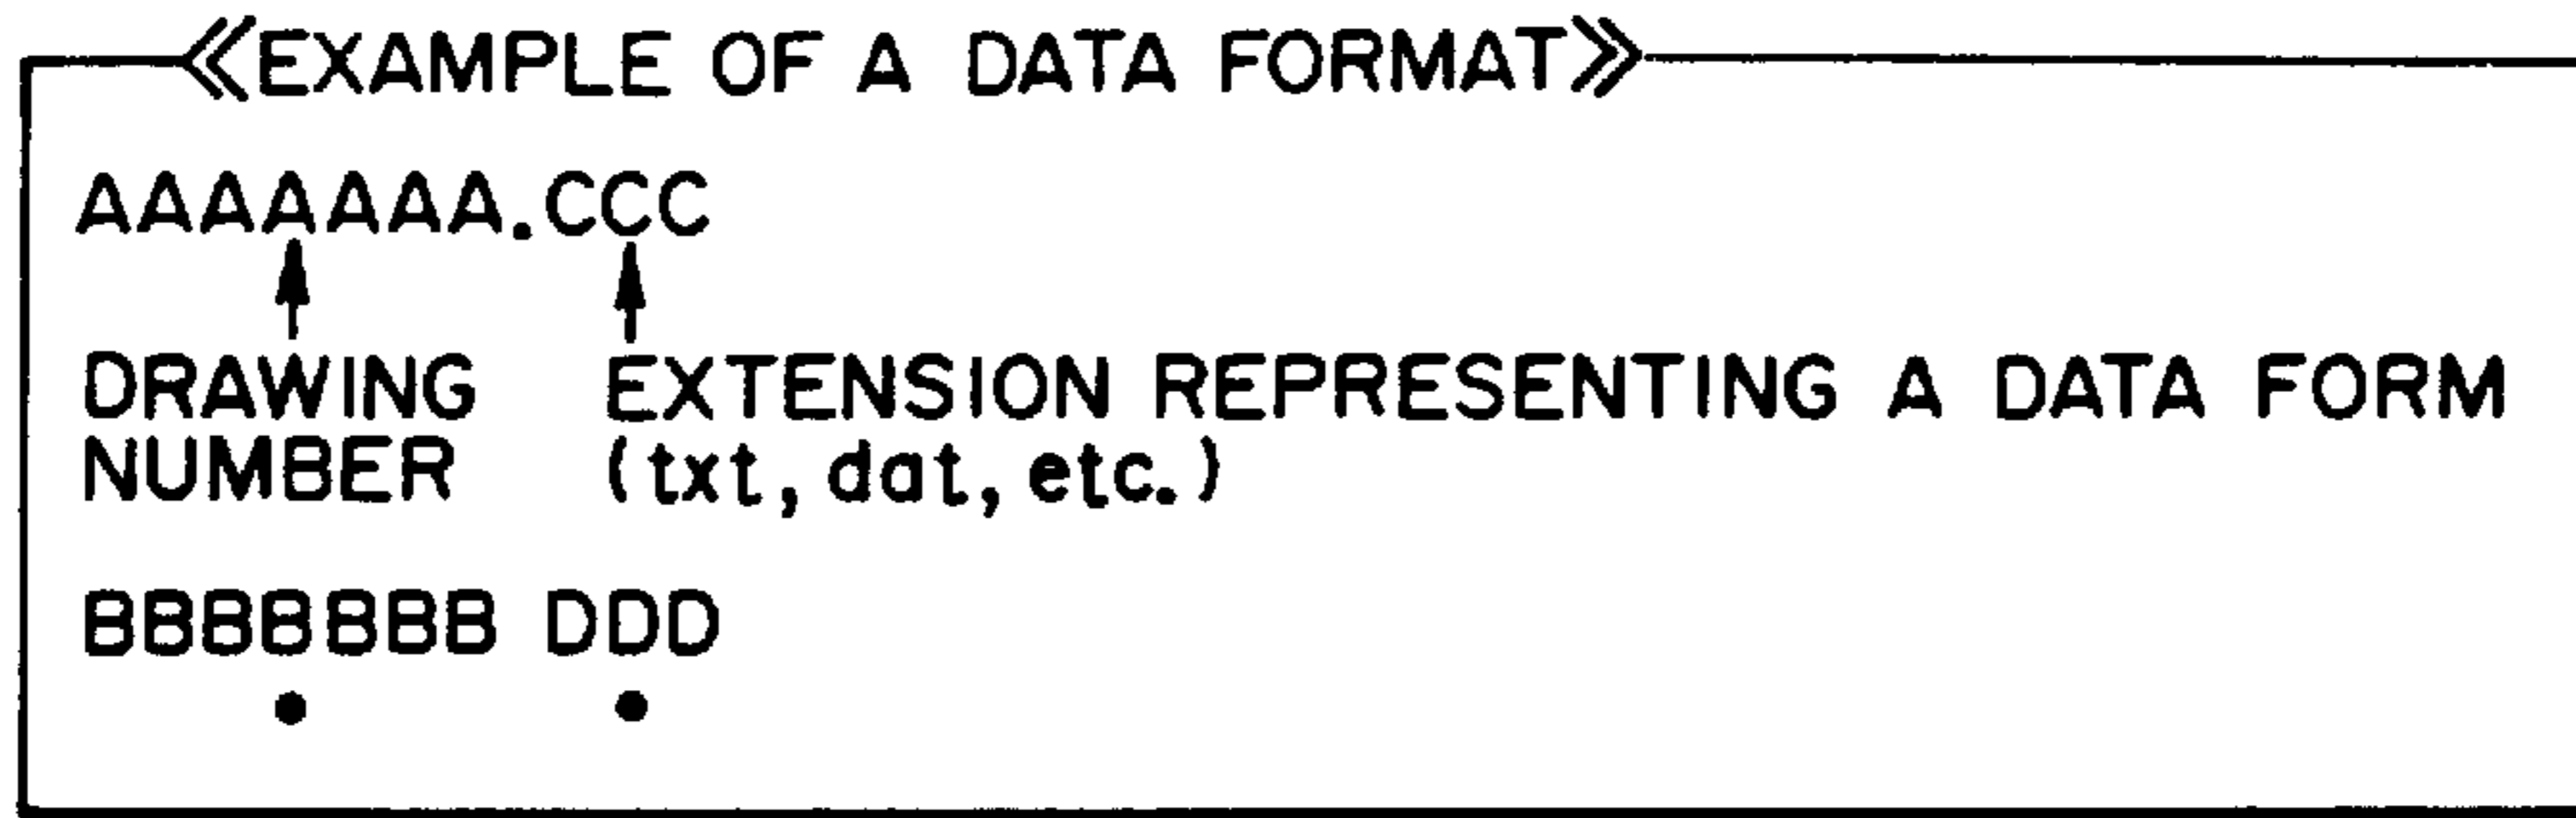 ≪EXAMPLE OF A DATA FORMAT≫
AAAAAAA.CCC
DRAWING NUMBER
EXTENSION REPRESENTING A DATA FORM
(txt, dat, etc.)
BBBBBBB DDD